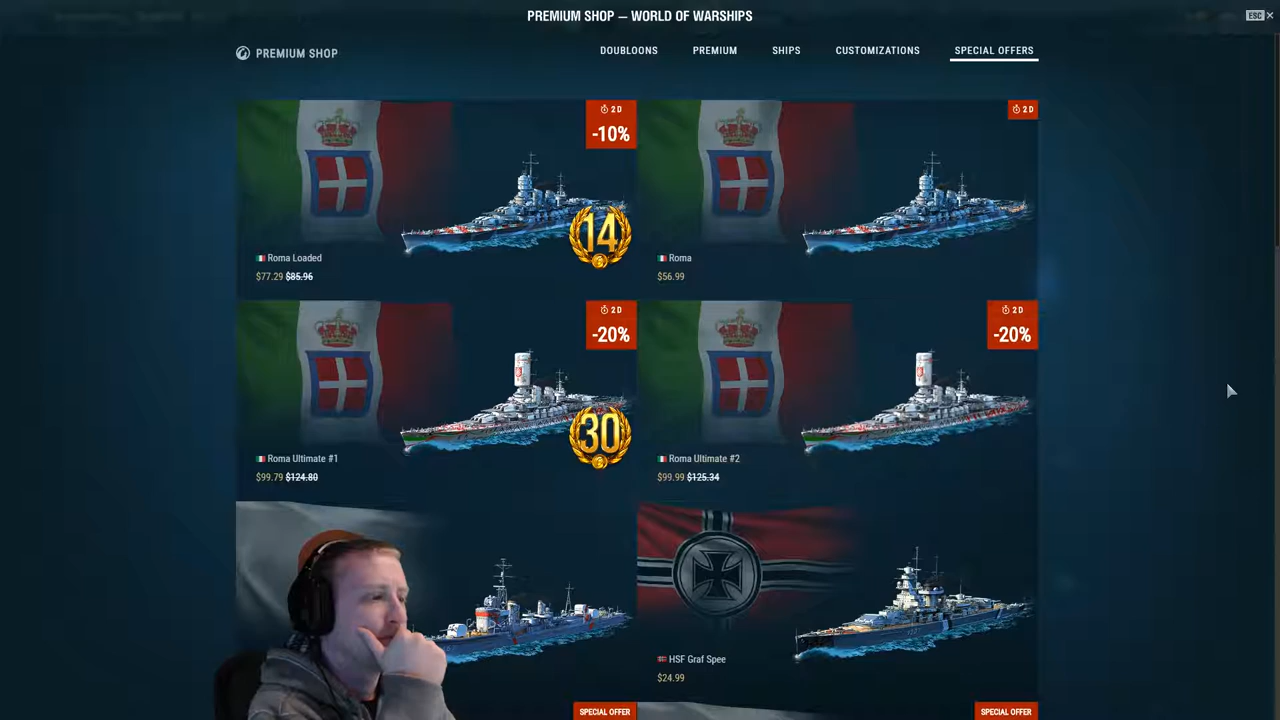 PREMIUM SHOP — WORLD OF WARSHIPS
ESC
PREMIUM SHOP
DOUBLOONS
PREMIUM
SHIPS
CUSTOMIZATIONS
SPECIAL OFFERS
2 D
-10%
14
Roma Loaded
$77.29 $85.96
2 D
Roma
$56.99
2 D
-20%
30
Roma Ultimate #1
$99.79 $124.80
2 D
-20%
Roma Ultimate #2
$99.99 $125.34
HSF Graf Spee
$24.99
SPECIAL OFFER
SPECIAL OFFER